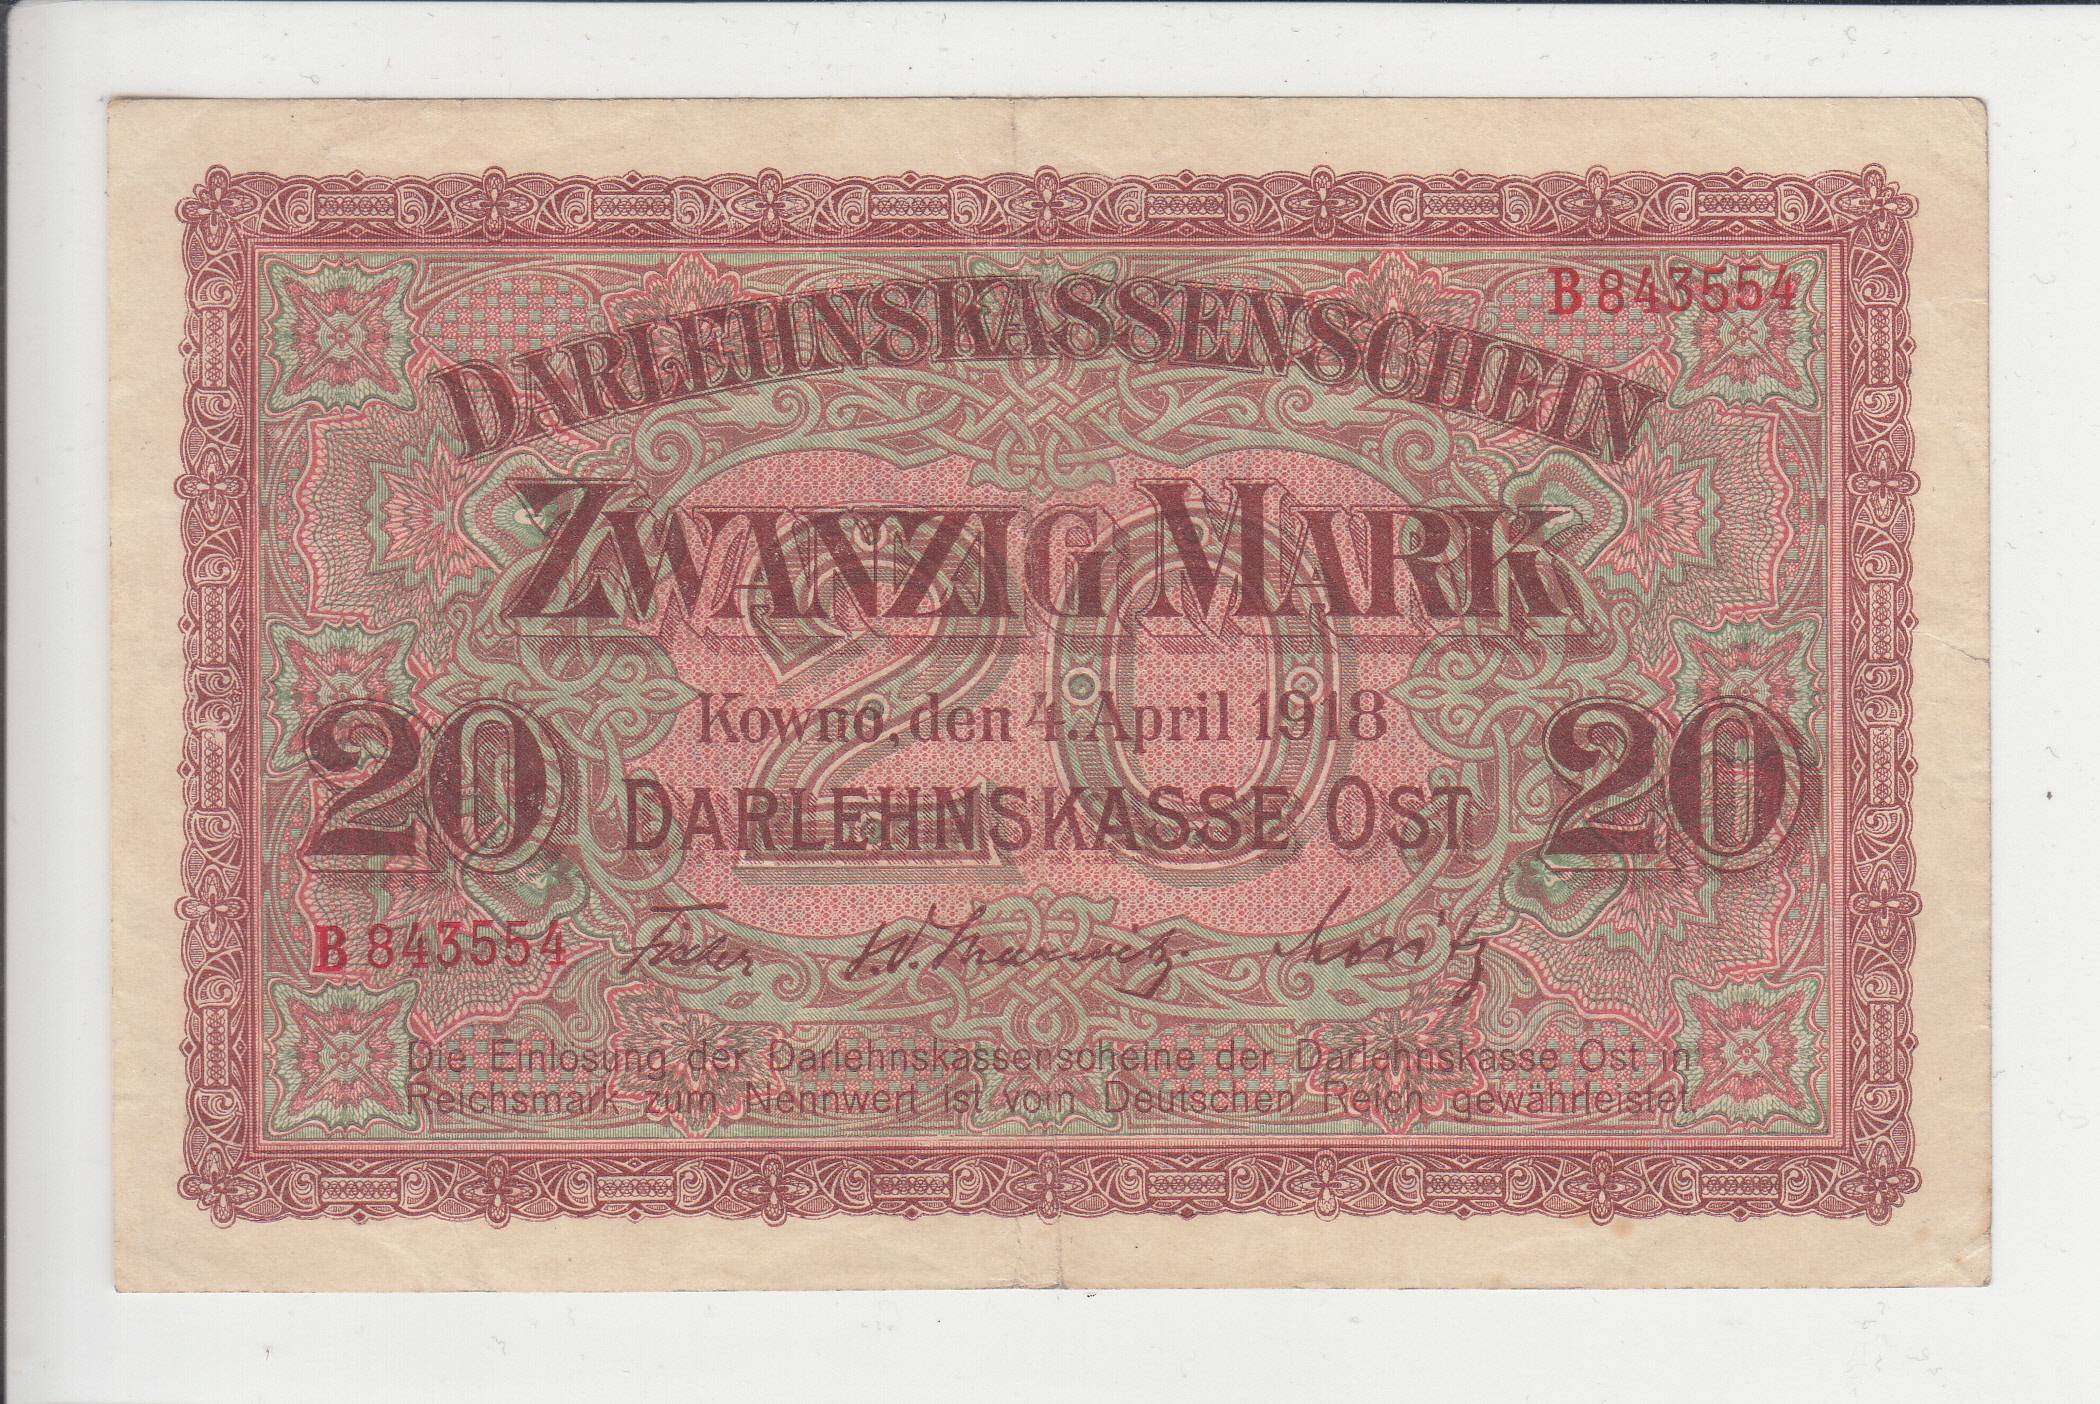 B 843554
DARLEHNSKASSENSCHEIN
ZWANZIG MARK
20
Kowno, den 4. April 1918
20 DARLEHNSKASSE OST 20
B 843554
Fischer
Die Einlösung der Darlehnskassenscheine der Darlehnskasse Ost in
Reichsmark zum Nennwert ist vom Deutschen Reich gewährleistet.